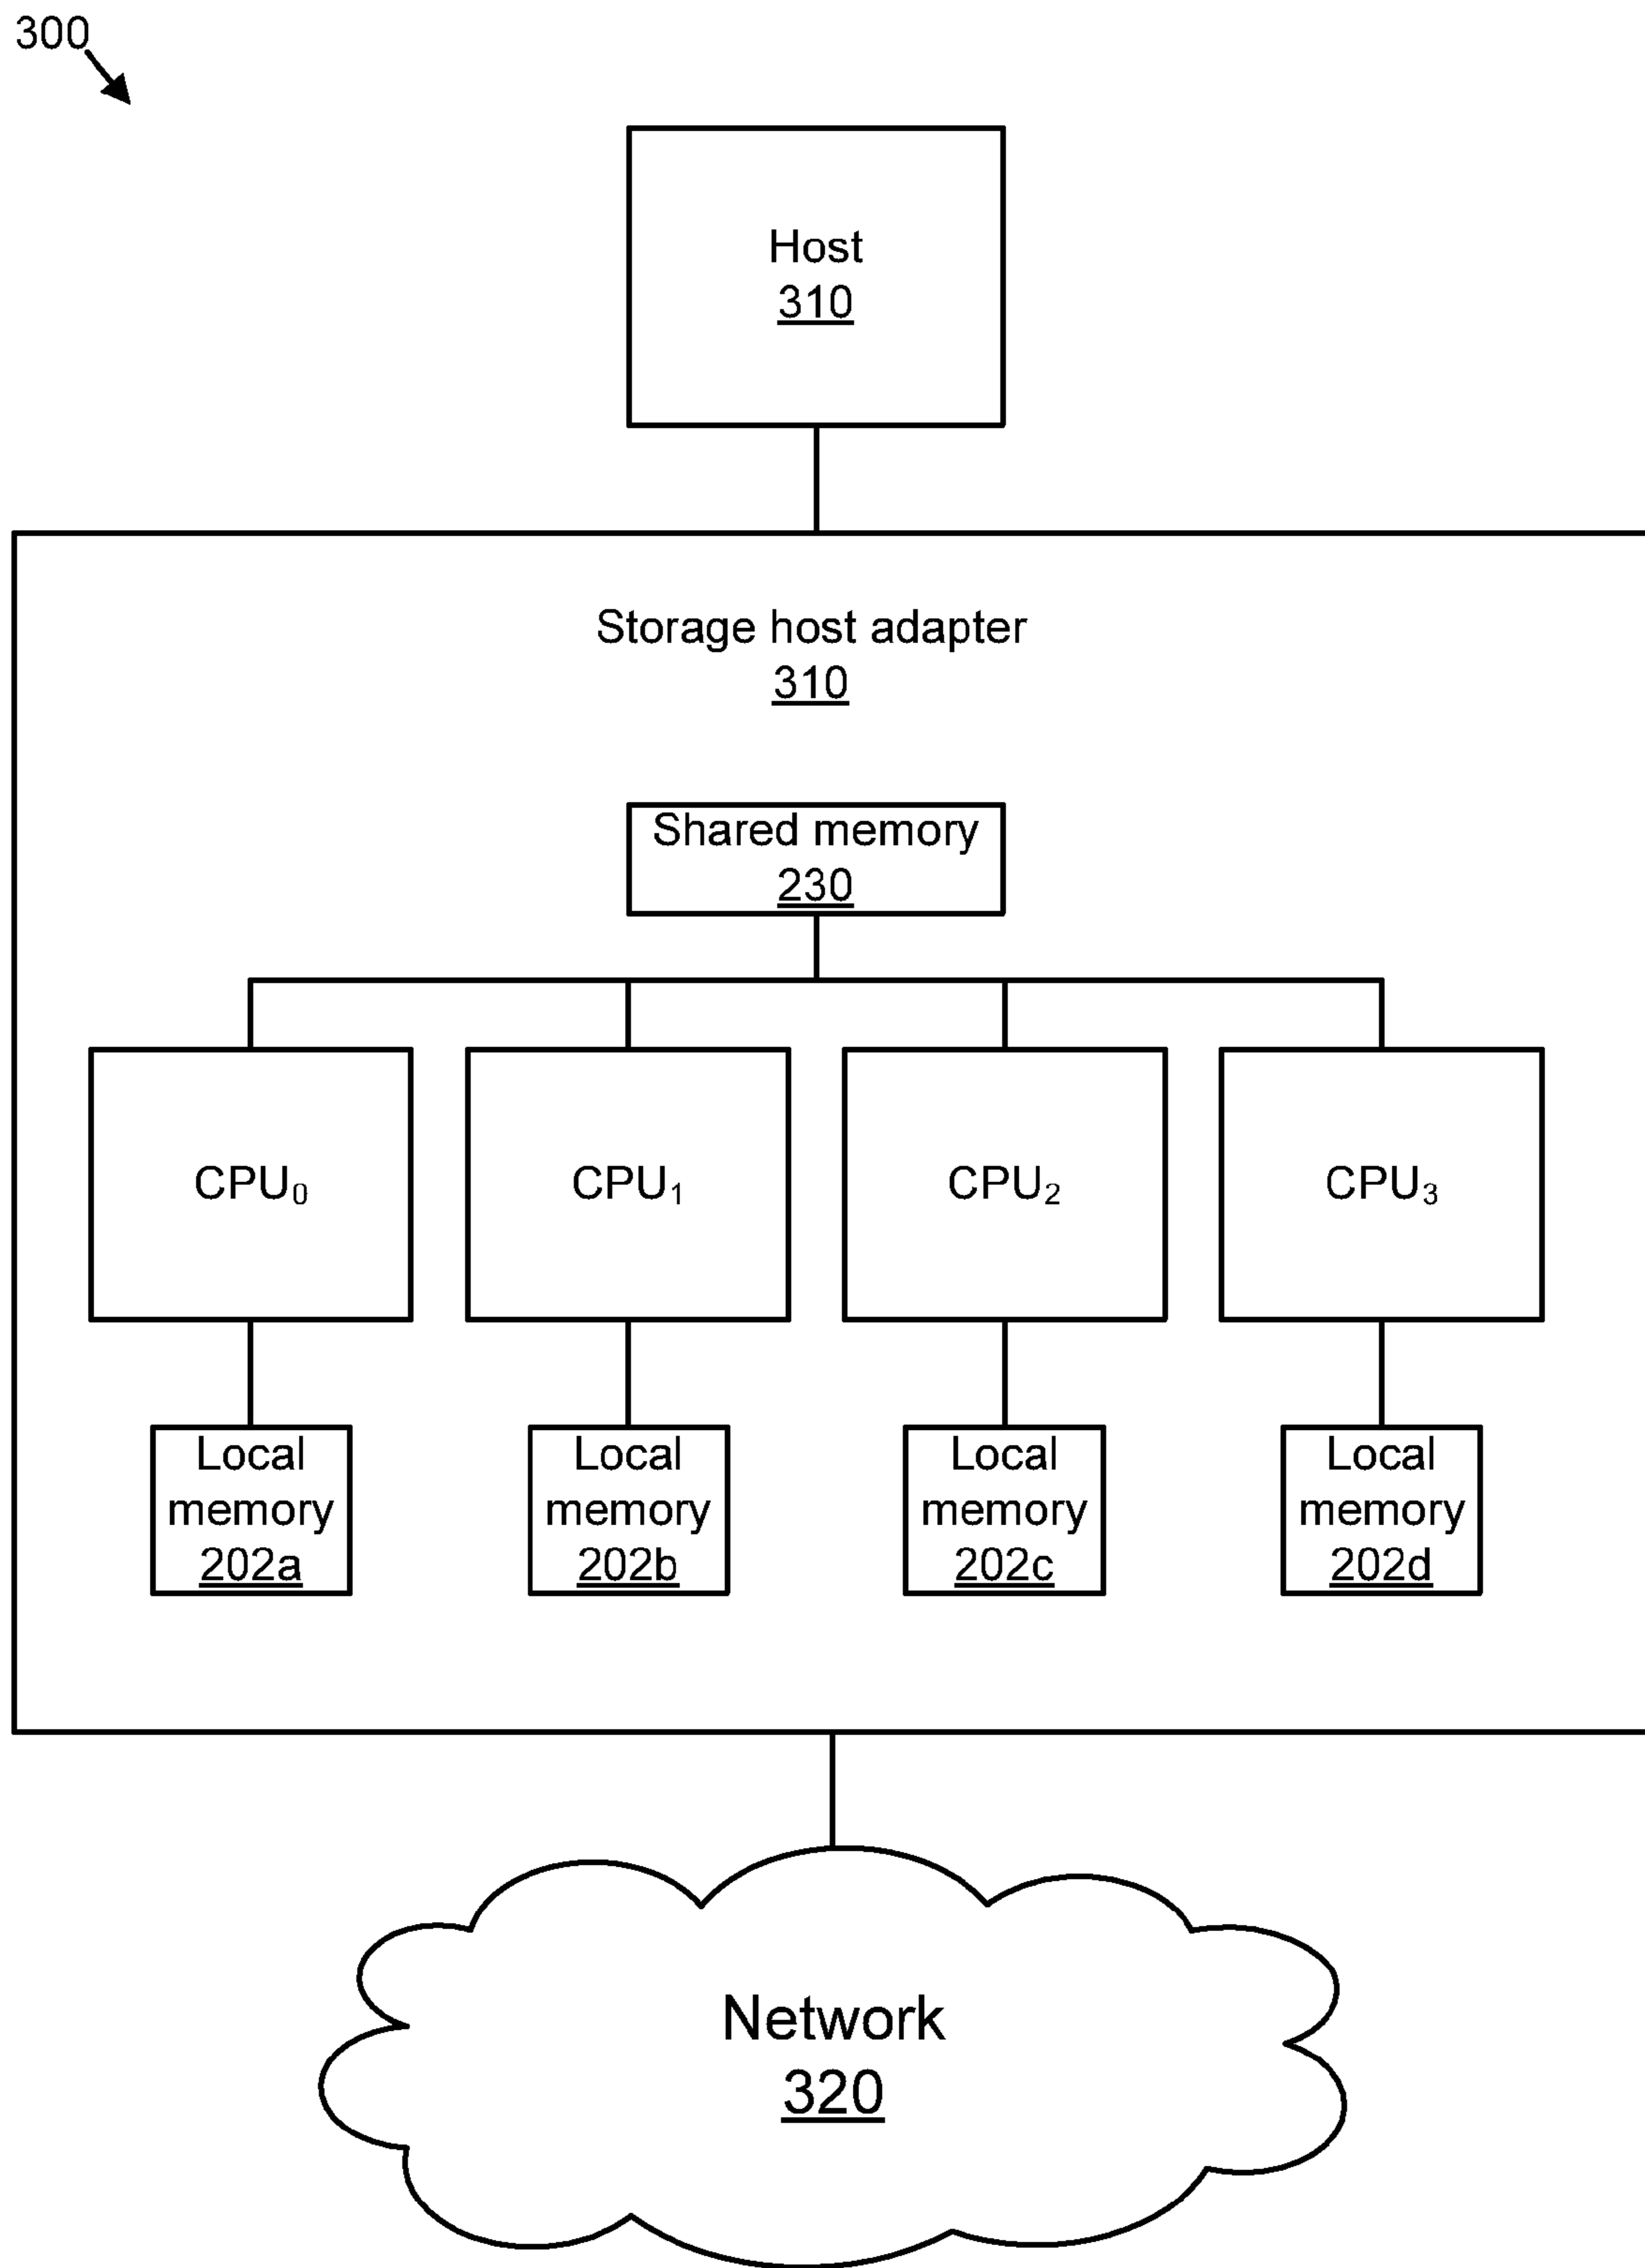 300
Host
310
Storage host adapter
310
Shared memory
230
CPU₀
CPU₁
CPU₂
CPU₃
Local
memory
202a
Local
memory
202b
Local
memory
202c
Local
memory
202d
Network
320